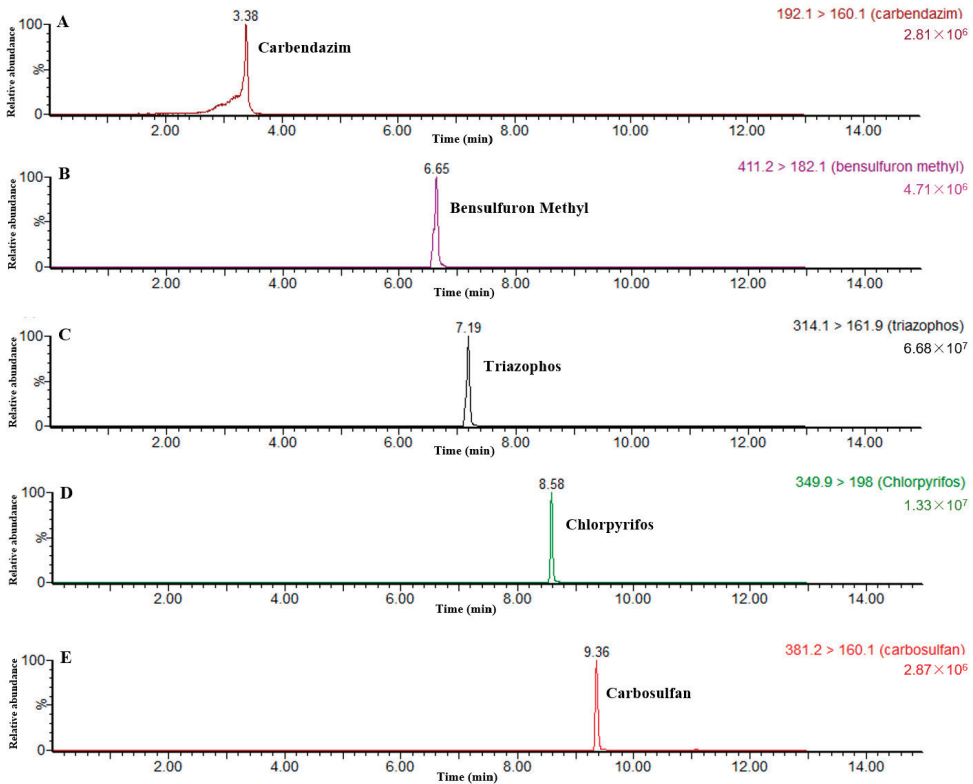 A
3.38
Carbendazim
192.1 > 160.1 (carbendazim)
2.81×10⁶
Relative abundance
%
100
0
2.00 4.00 6.00 8.00 10.00 12.00 14.00
Time (min)
B
6.65
Bensulfuron Methyl
411.2 > 182.1 (bensulfuron methyl)
4.71×10⁶
Relative abundance
%
100
0
2.00 4.00 6.00 8.00 10.00 12.00 14.00
Time (min)
C
7.19
Triazophos
314.1 > 161.9 (triazophos)
6.68×10⁷
Relative abundance
%
100
0
2.00 4.00 6.00 8.00 10.00 12.00 14.00
Time (min)
D
8.58
Chlorpyrifos
349.9 > 198 (Chlorpyrifos)
1.33×10⁷
Relative abundance
%
100
0
2.00 4.00 6.00 8.00 10.00 12.00 14.00
Time (min)
E
9.36
Carbosulfan
381.2 > 160.1 (carbosulfan)
2.87×10⁶
Relative abundance
%
100
0
2.00 4.00 6.00 8.00 10.00 12.00 14.00
Time (min)